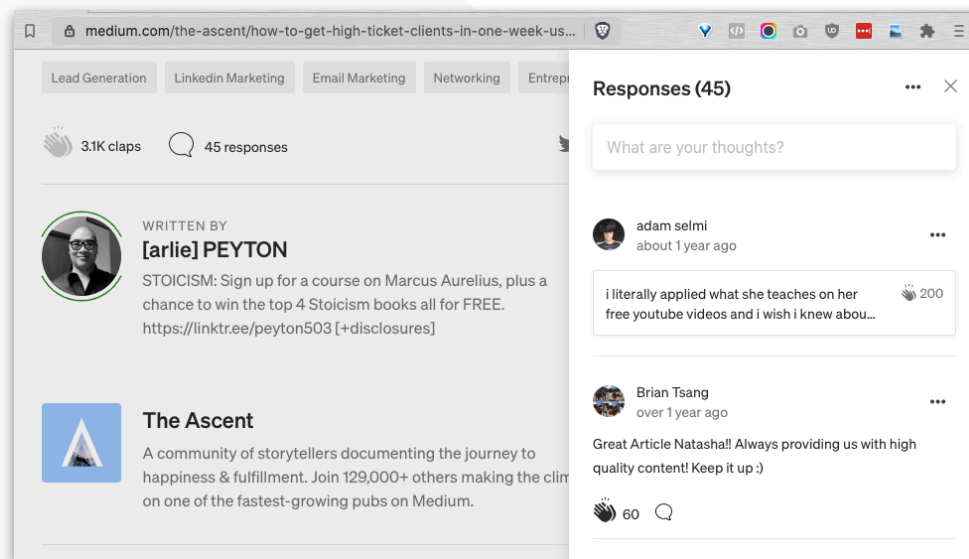 medium.com/the-ascent/how-to-get-high-ticket-clients-in-one-week-us...
Lead Generation
Linkedin Marketing
Email Marketing
Networking
Entrep
3.1K claps
45 responses
WRITTEN BY
[arlie] PEYTON
STOICISM: Sign up for a course on Marcus Aurelius, plus a
chance to win the top 4 Stoicism books all for FREE.
https://linktr.ee/peyton503 [+disclosures]
The Ascent
A community of storytellers documenting the journey to
happiness & fulfillment. Join 129,000+ others making the clim
on one of the fastest-growing pubs on Medium.
Responses (45)
What are your thoughts?
adam selmi
about 1 year ago
i literally applied what she teaches on her
free youtube videos and i wish i knew abou...
200
Brian Tsang
over 1 year ago
Great Article Natasha!! Always providing us with high
quality content! Keep it up :)
60